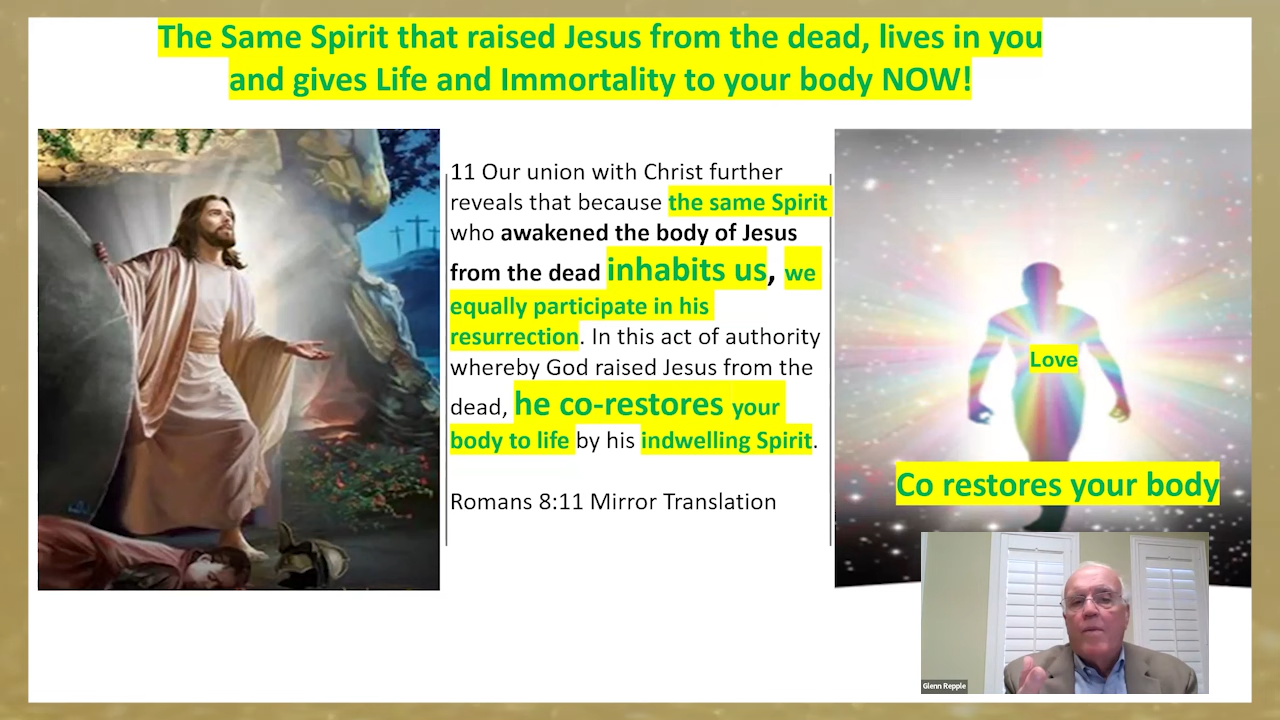 The Same Spirit that raised Jesus from the dead, lives in you
and gives Life and Immortality to your body NOW!
11 Our union with Christ further
reveals that because the same Spirit
who awakened the body of Jesus
from the dead inhabits us, we
equally participate in his
resurrection. In this act of authority
whereby God raised Jesus from the
dead, he co-restores your
body to life by his indwelling Spirit.
Romans 8:11 Mirror Translation
Love
Co restores your body
Glenn Repple